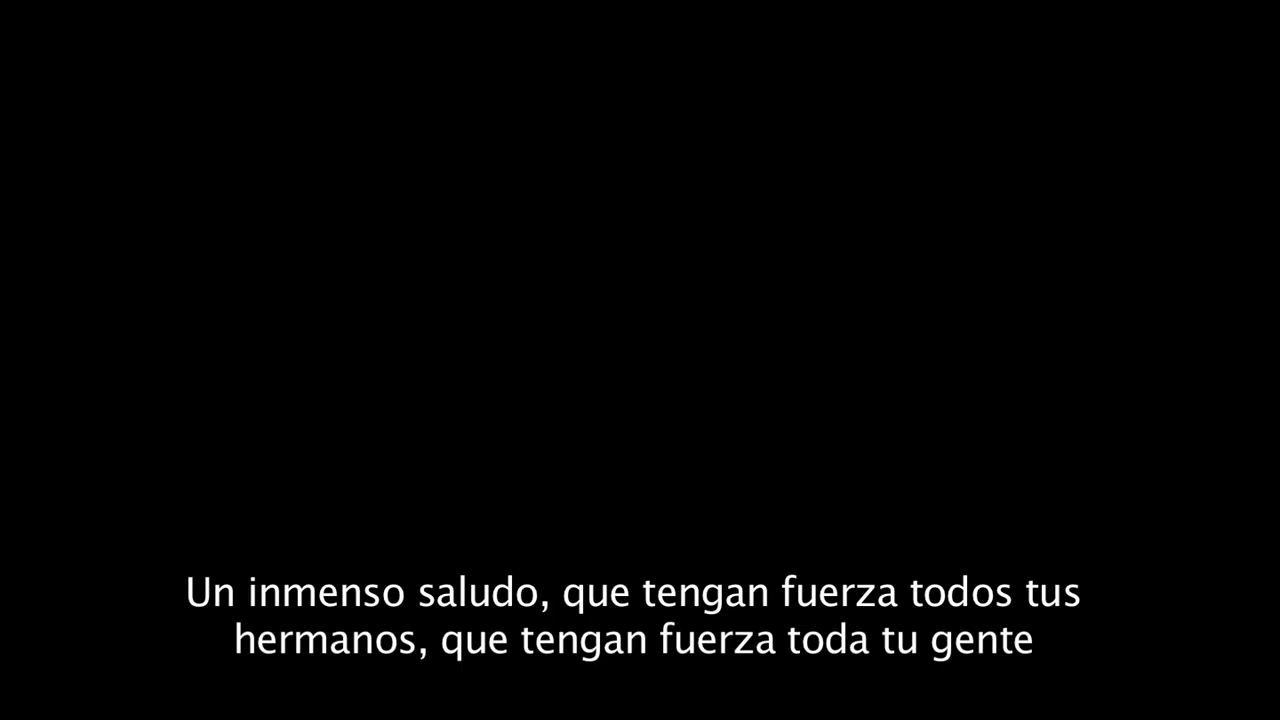 Un inmenso saludo, que tengan fuerza todos tus
hermanos, que tengan fuerza toda tu gente